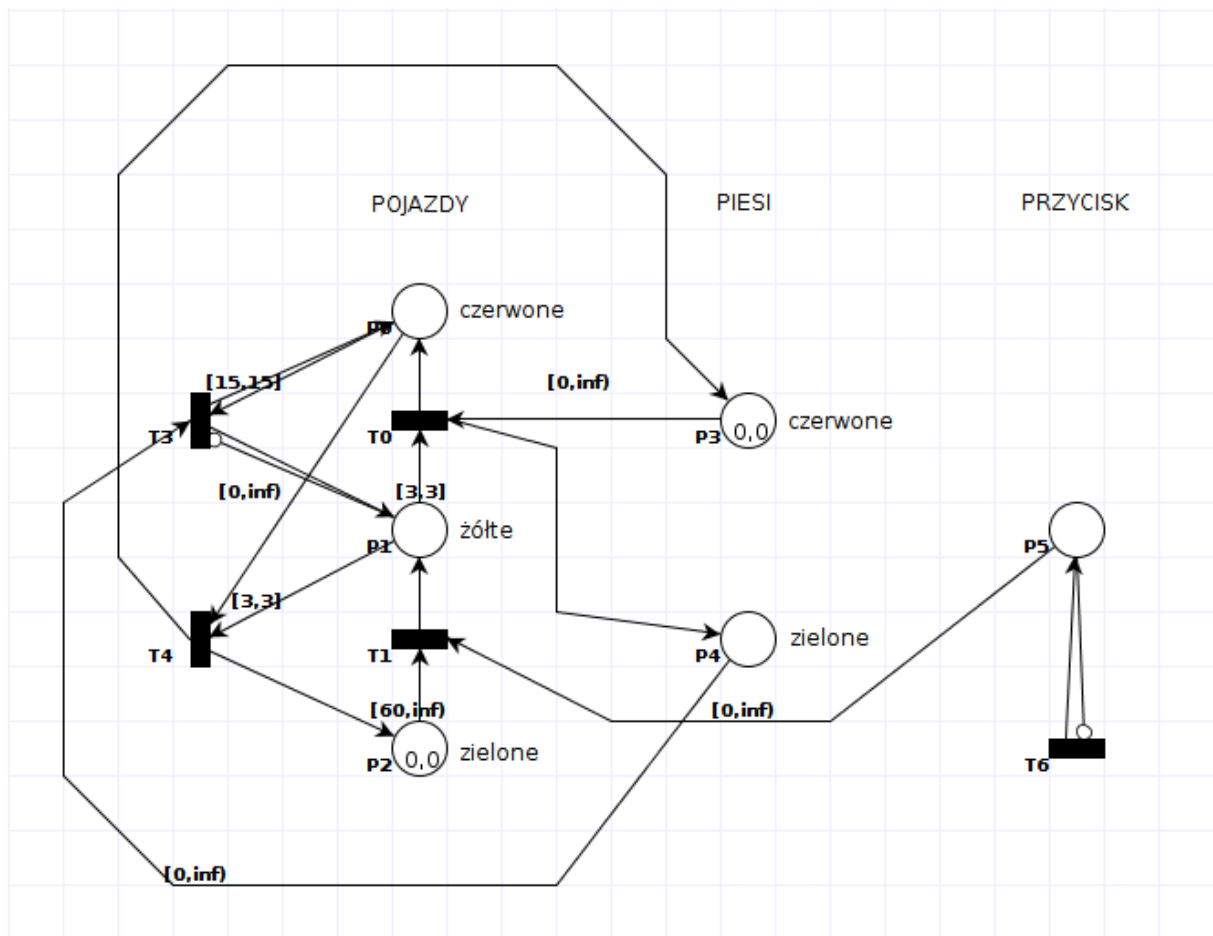 POJAZDY
PIESI
PRZYCISK
czerwone
P0
[15,15]
[0,inf)
T3
T0
P3
0,0
czerwone
[0,inf)
[3,3]
P1
żółte
P5
[3,3]
T4
T1
P4
zielone
[60,inf)
[0,inf)
P2
0,0
zielone
T6
[0,inf)